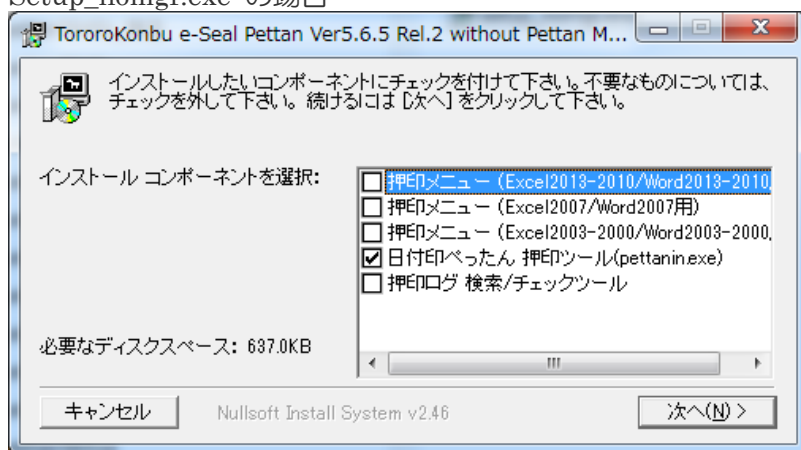 Setup_nomgr.exe の場合
TororoKonbu e-Seal Pettan Ver5.6.5 Rel.2 without Pettan M...
インストールしたいコンポーネントにチェックを付けて下さい。不要なものについては、
チェックを外して下さい。続けるには [次へ] をクリックして下さい。
インストール コンポーネントを選択:
押印メニュー (Excel2013-2010/Word2013-2010,
押印メニュー (Excel2007/Word2007用)
押印メニュー (Excel2003-2000/Word2003-2000,
日付印ぺったん 押印ツール(pettanin.exe)
押印ログ 検索/チェックツール
必要なディスクスペース: 637.0KB
キャンセル
Nullsoft Install System v2.46
次へ(N) >